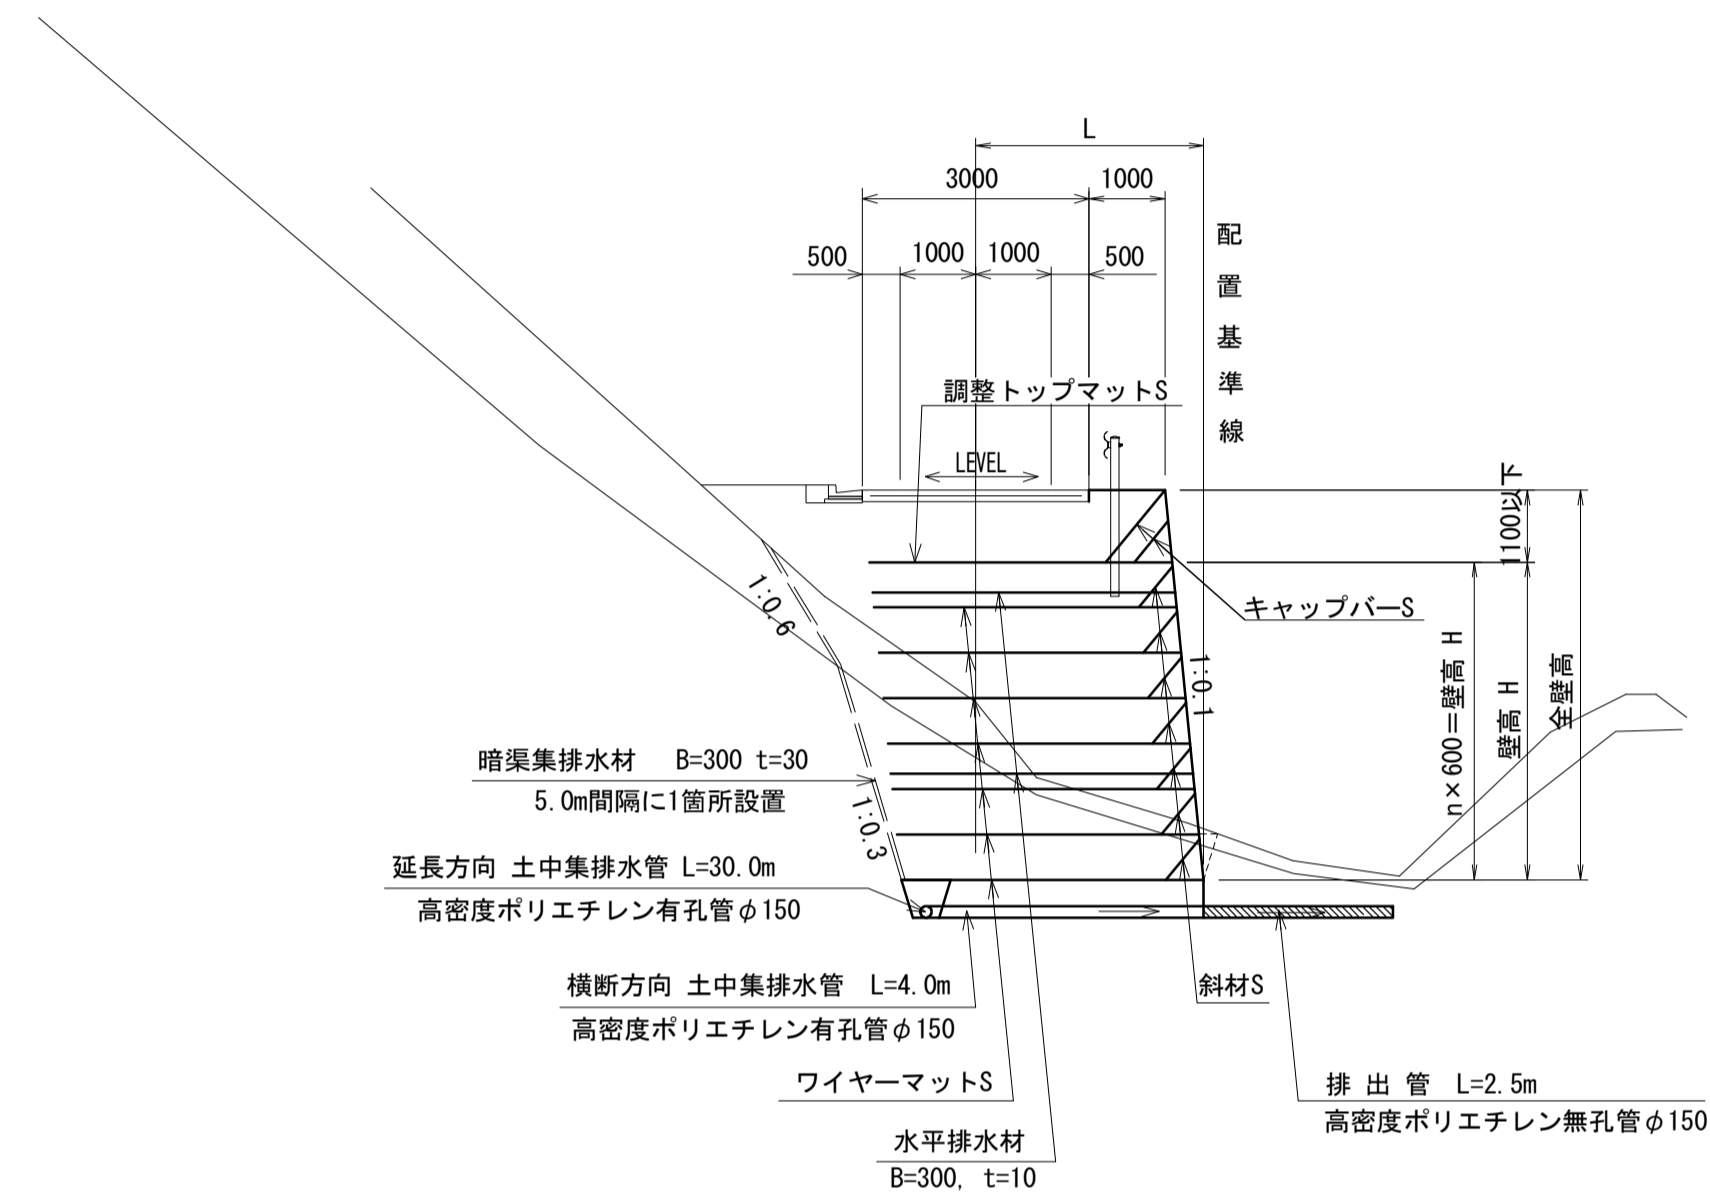 L
3000
1000
500
1000
1000
500
配置基準線
調整トップマットS
LEVEL
1100以下
キャップバーS
1:0.6
1:0.1
n×600=壁高 H
壁高 H
全壁高
暗渠集排水材 B=300 t=30
5.0m間隔に1箇所設置
1:0.3
延長方向 土中集排水管 L=30.0m
高密度ポリエチレン有孔管φ150
横断方向 土中集排水管 L=4.0m
高密度ポリエチレン有孔管φ150
斜材S
ワイヤーマットS
排 出 管 L=2.5m
高密度ポリエチレン無孔管φ150
水平排水材
B=300, t=10